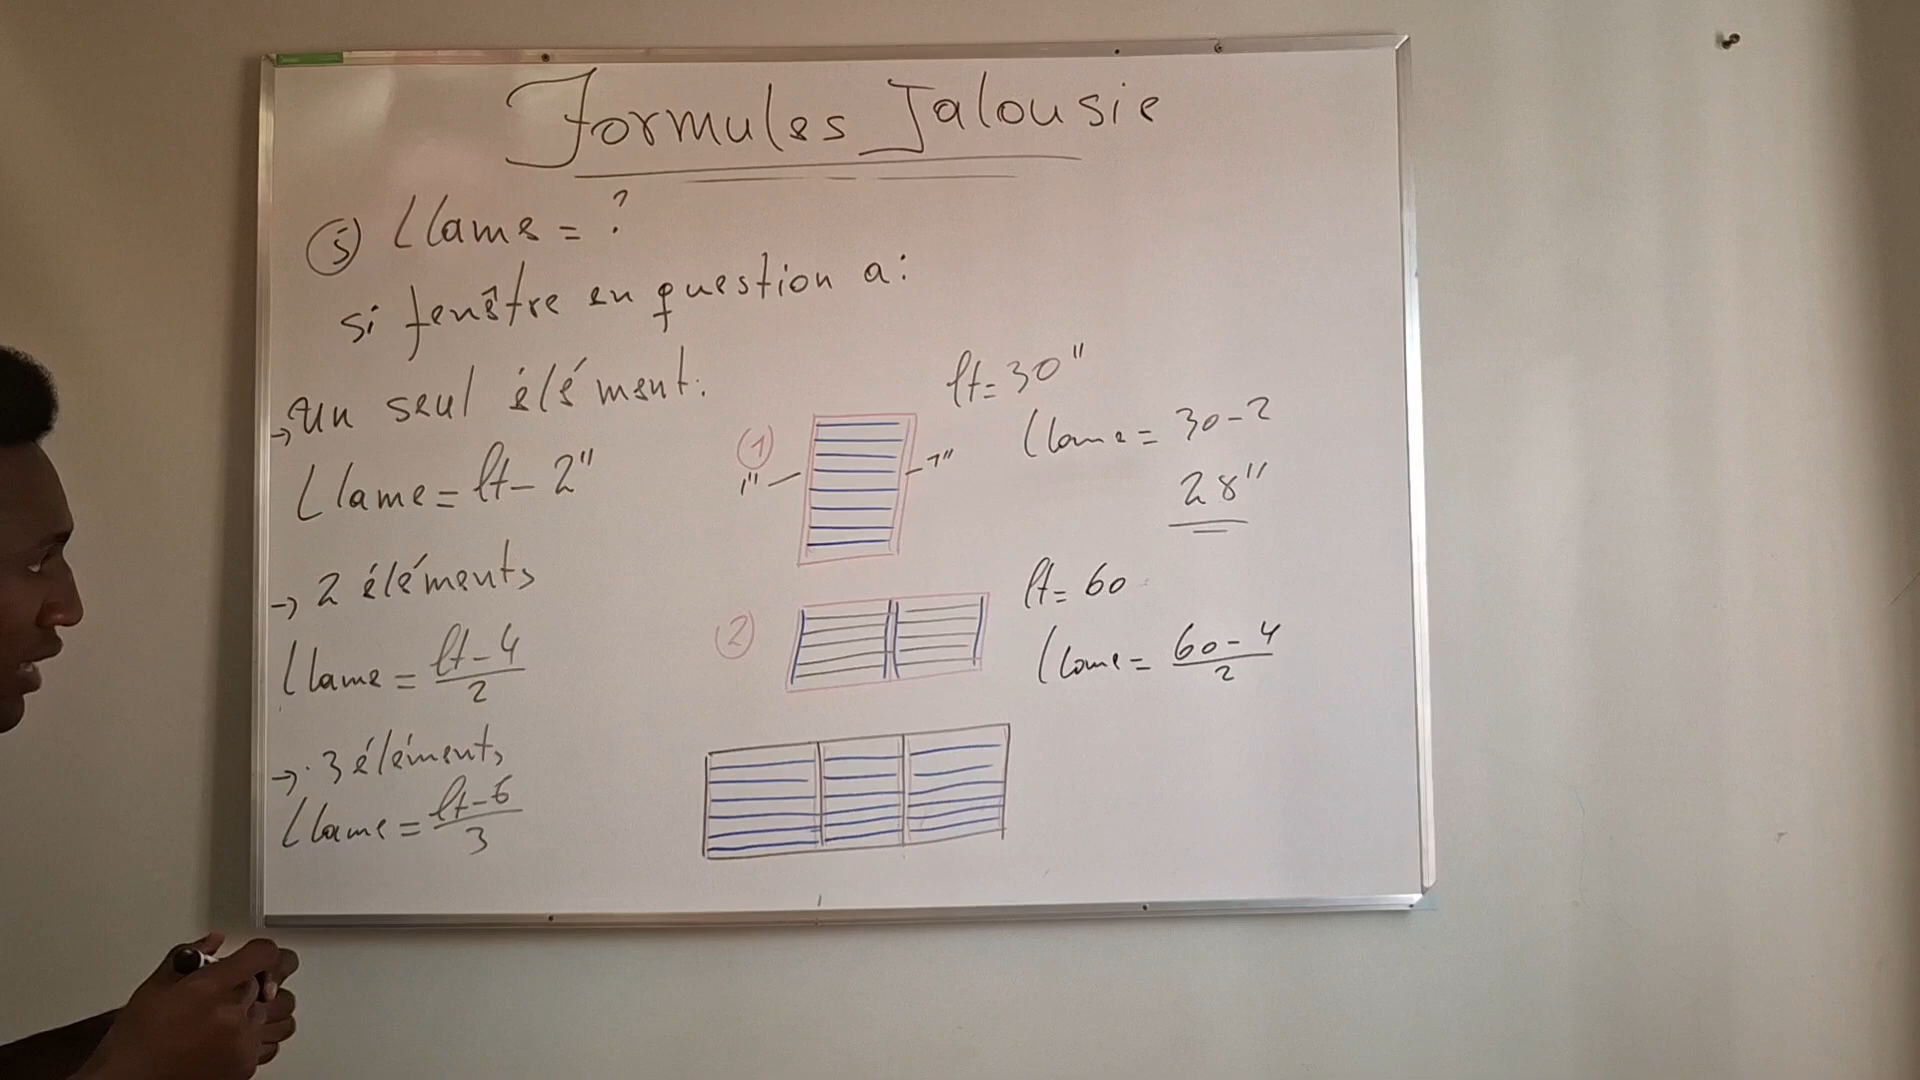 Formules Jalousie
⑤ Llame = ?
si fenêtre en question a:
→ un seul élément:
Llame = lt - 2"
→ 2 éléments
Llame = lt - 4 / 2
→ 3 éléments
Llame = lt - 6 / 3
①
1"
1"
lt = 30"
Llame = 30 - 2
28"
②
lt = 60
Llame = 60 - 4 / 2